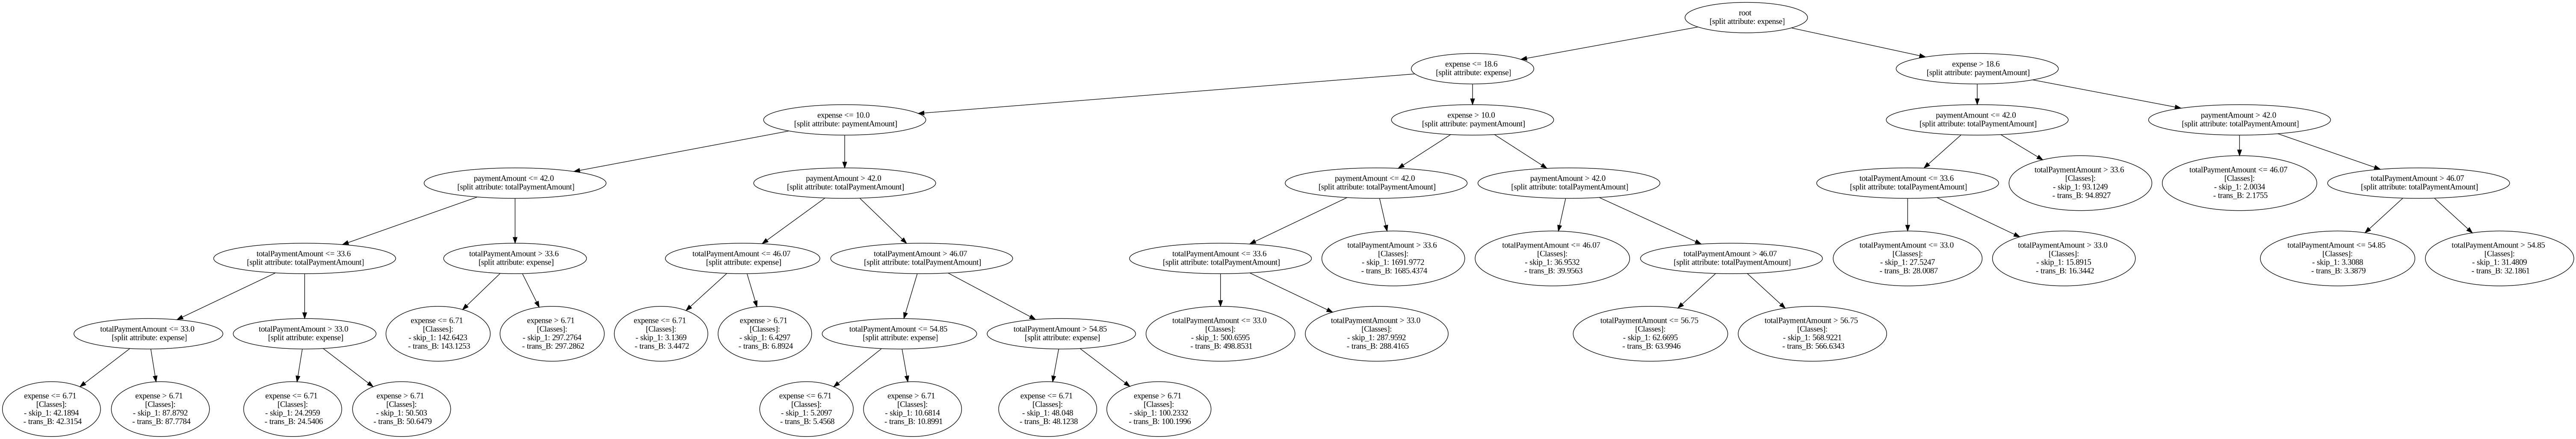 root
[split attribute: expense]
expense <= 18.6
[split attribute: expense]
expense > 18.6
[split attribute: paymentAmount]
expense <= 10.0
[split attribute: paymentAmount]
expense > 10.0
[split attribute: paymentAmount]
paymentAmount <= 42.0
[split attribute: totalPaymentAmount]
paymentAmount > 42.0
[split attribute: totalPaymentAmount]
paymentAmount <= 42.0
[split attribute: totalPaymentAmount]
paymentAmount > 42.0
[split attribute: totalPaymentAmount]
paymentAmount <= 42.0
[split attribute: totalPaymentAmount]
paymentAmount > 42.0
[split attribute: totalPaymentAmount]
totalPaymentAmount <= 33.6
[split attribute: totalPaymentAmount]
totalPaymentAmount > 33.6
[Classes]:
- skip_1: 93.1249
- trans_B: 94.8927
totalPaymentAmount <= 46.07
[Classes]:
- skip_1: 2.0034
- trans_B: 2.1755
totalPaymentAmount > 46.07
[split attribute: totalPaymentAmount]
totalPaymentAmount <= 33.6
[split attribute: totalPaymentAmount]
totalPaymentAmount > 33.6
[split attribute: expense]
totalPaymentAmount <= 46.07
[split attribute: expense]
totalPaymentAmount > 46.07
[split attribute: totalPaymentAmount]
totalPaymentAmount <= 33.6
[split attribute: totalPaymentAmount]
totalPaymentAmount > 33.6
[Classes]:
- skip_1: 1691.9772
- trans_B: 1685.4374
totalPaymentAmount <= 46.07
[Classes]:
- skip_1: 36.9532
- trans_B: 39.9563
totalPaymentAmount > 46.07
[split attribute: totalPaymentAmount]
totalPaymentAmount <= 33.0
[Classes]:
- skip_1: 27.5247
- trans_B: 28.0087
totalPaymentAmount > 33.0
[Classes]:
- skip_1: 15.8915
- trans_B: 16.3442
totalPaymentAmount <= 54.85
[Classes]:
- skip_1: 3.3088
- trans_B: 3.3879
totalPaymentAmount > 54.85
[Classes]:
- skip_1: 31.4809
- trans_B: 32.1861
totalPaymentAmount <= 33.0
[split attribute: expense]
totalPaymentAmount > 33.0
[split attribute: expense]
expense <= 6.71
[Classes]:
- skip_1: 142.6423
- trans_B: 143.1253
expense > 6.71
[Classes]:
- skip_1: 297.2764
- trans_B: 297.2862
expense <= 6.71
[Classes]:
- skip_1: 3.1369
- trans_B: 3.4472
expense > 6.71
[Classes]:
- skip_1: 6.4297
- trans_B: 6.8924
totalPaymentAmount <= 54.85
[split attribute: expense]
totalPaymentAmount > 54.85
[split attribute: expense]
totalPaymentAmount <= 33.0
[Classes]:
- skip_1: 500.6595
- trans_B: 498.8531
totalPaymentAmount > 33.0
[Classes]:
- skip_1: 287.9592
- trans_B: 288.4165
totalPaymentAmount <= 56.75
[Classes]:
- skip_1: 62.6695
- trans_B: 63.9946
totalPaymentAmount > 56.75
[Classes]:
- skip_1: 568.9221
- trans_B: 566.6343
expense <= 6.71
[Classes]:
- skip_1: 42.1894
- trans_B: 42.3154
expense > 6.71
[Classes]:
- skip_1: 87.8792
- trans_B: 87.7784
expense <= 6.71
[Classes]:
- skip_1: 24.2959
- trans_B: 24.5406
expense > 6.71
[Classes]:
- skip_1: 50.503
- trans_B: 50.6479
expense <= 6.71
[Classes]:
- skip_1: 5.2097
- trans_B: 5.4568
expense > 6.71
[Classes]:
- skip_1: 10.6814
- trans_B: 10.8991
expense <= 6.71
[Classes]:
- skip_1: 48.048
- trans_B: 48.1238
expense > 6.71
[Classes]:
- skip_1: 100.2332
- trans_B: 100.1996